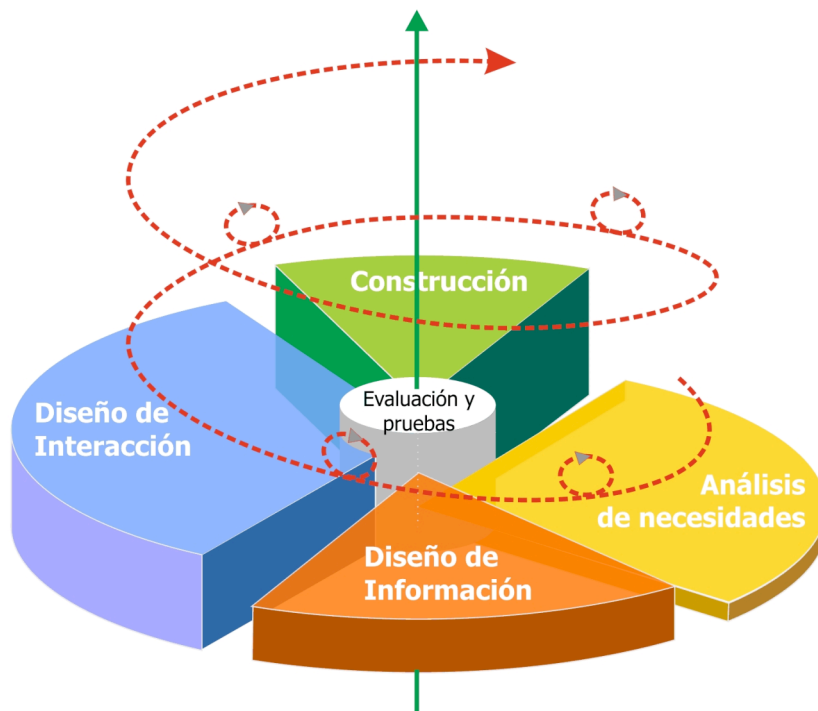 Construcción
Evaluación y
pruebas
Diseño de
Interacción
Análisis
de necesidades
Diseño de
Información